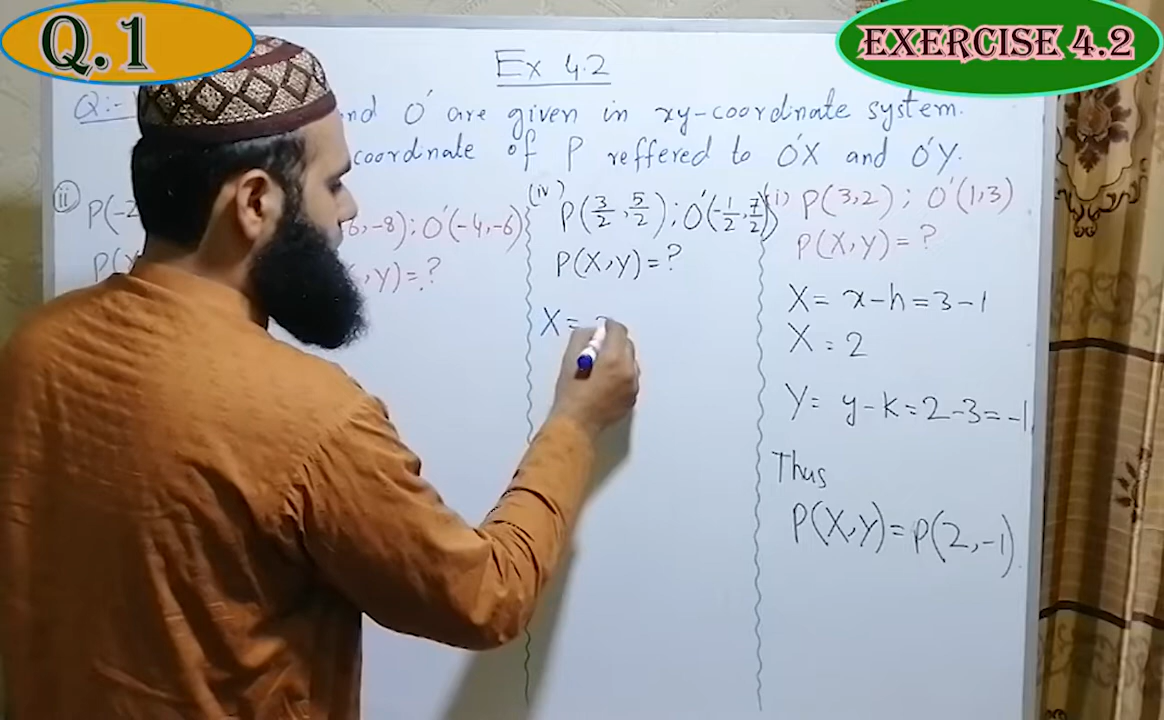 Q.1
EXERCISE 4.2
Ex 4.2
Q:- nd O' are given in xy-coordinate system.
coordinate of P reffered to O'X and O'Y.
ii P(-2
6,-8); O'(-4,-6)
,Y)=?
(iv) P(3/2, 5/2); O'(-1/2, 7/2)
P(X,Y)=?
X=
(i) P(3,2); O'(1,3)
P(X,Y)=?
X= x-h=3-1
X=2
Y= y-k=2-3=-1
Thus
P(X,Y)=P(2,-1)